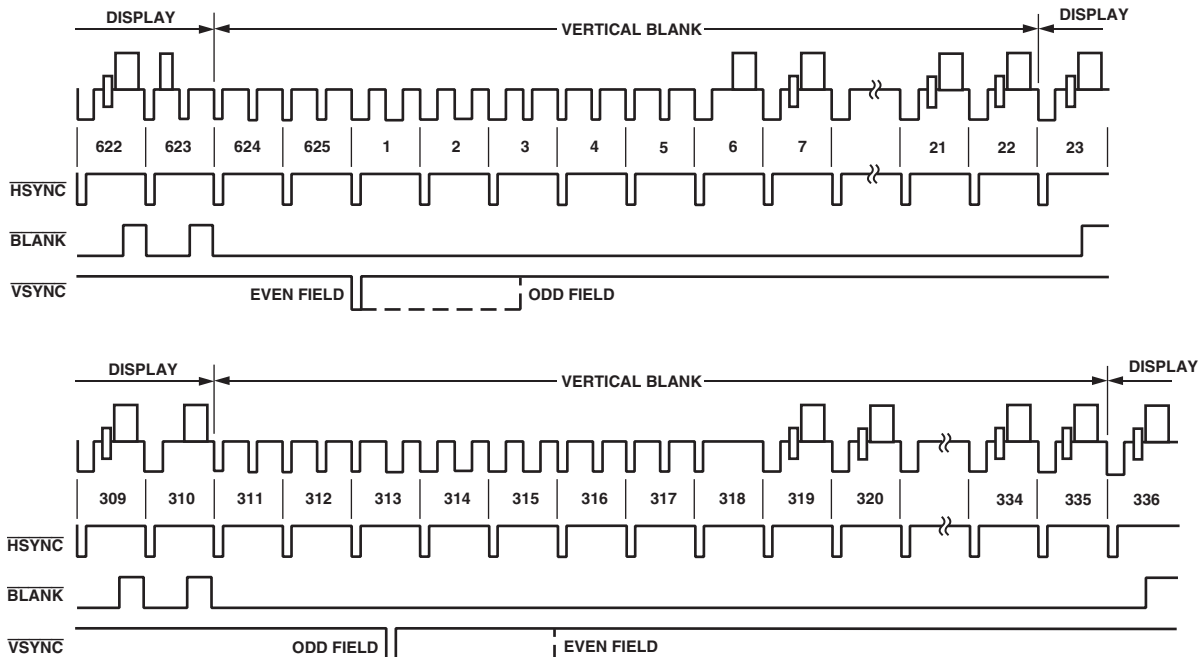 DISPLAY VERTICAL BLANK DISPLAY
622 623 624 625 1 2 3 4 5 6 7 21 22 23
HSYNC
BLANK
VSYNC EVEN FIELD ODD FIELD
DISPLAY VERTICAL BLANK DISPLAY
309 310 311 312 313 314 315 316 317 318 319 320 334 335 336
HSYNC
BLANK
VSYNC ODD FIELD EVEN FIELD